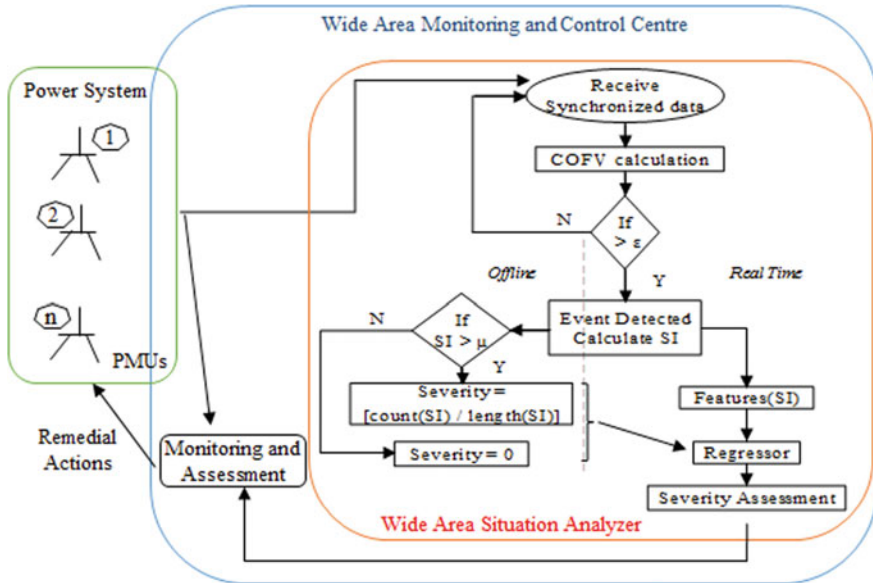 Wide Area Monitoring and Control Centre
Power System
1
2
n
PMUs
Remedial
Actions
Monitoring and
Assessment
Receive
Synchronized data
COFV calculation
If
> ε
N
Y
Offline
Real Time
Event Detected
Calculate SI
If
SI > μ
N
Y
Severity =
[count(SI) / length(SI)]
Severity = 0
Features(SI)
Regressor
Severity Assessment
Wide Area Situation Analyzer